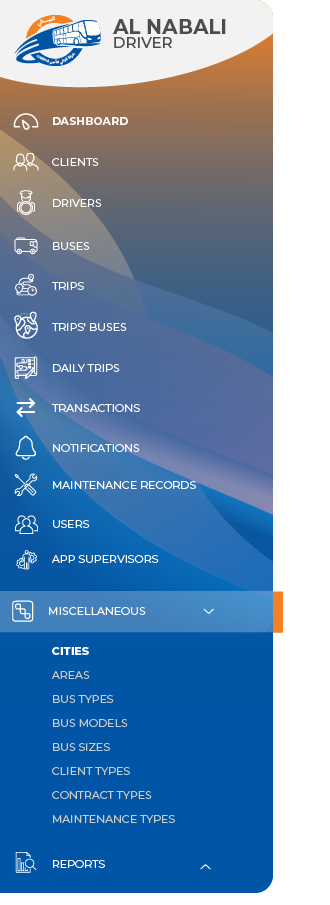 AL NABALI
DRIVER
DASHBOARD
CLIENTS
DRIVERS
BUSES
TRIPS
TRIPS' BUSES
DAILY TRIPS
TRANSACTIONS
NOTIFICATIONS
MAINTENANCE RECORDS
USERS
APP SUPERVISORS
MISCELLANEOUS
CITIES
AREAS
BUS TYPES
BUS MODELS
BUS SIZES
CLIENT TYPES
CONTRACT TYPES
MAINTENANCE TYPES
REPORTS